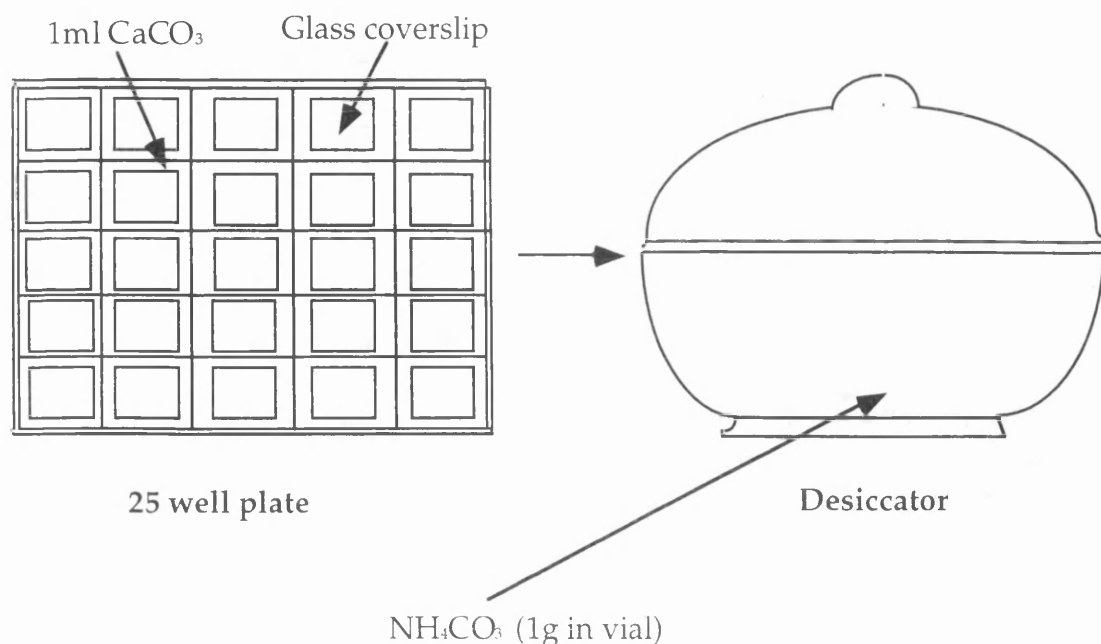 1ml CaCO₃
Glass coverslip
25 well plate
Desiccator
NH₄CO₃ (1g in vial)